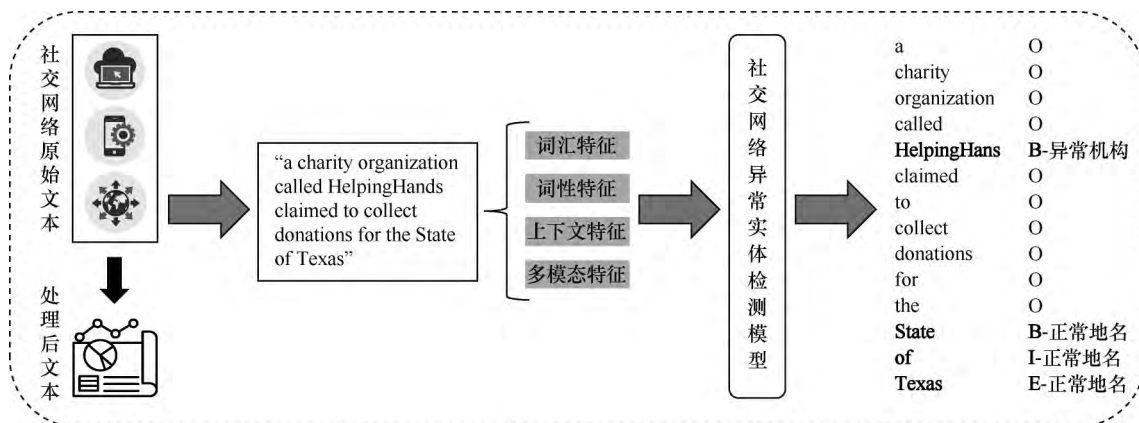 社交网络原始文本
处理后文本
“a charity organization
called HelpingHands
claimed to collect
donations for the State
of Texas”
词汇特征
词性特征
上下文特征
多模态特征
社交网络异常实体检测模型
a O
charity O
organization O
called O
HelpingHans B-异常机构
claimed O
to O
collect O
donations O
for O
the O
State B-正常地名
of I-正常地名
Texas E-正常地名